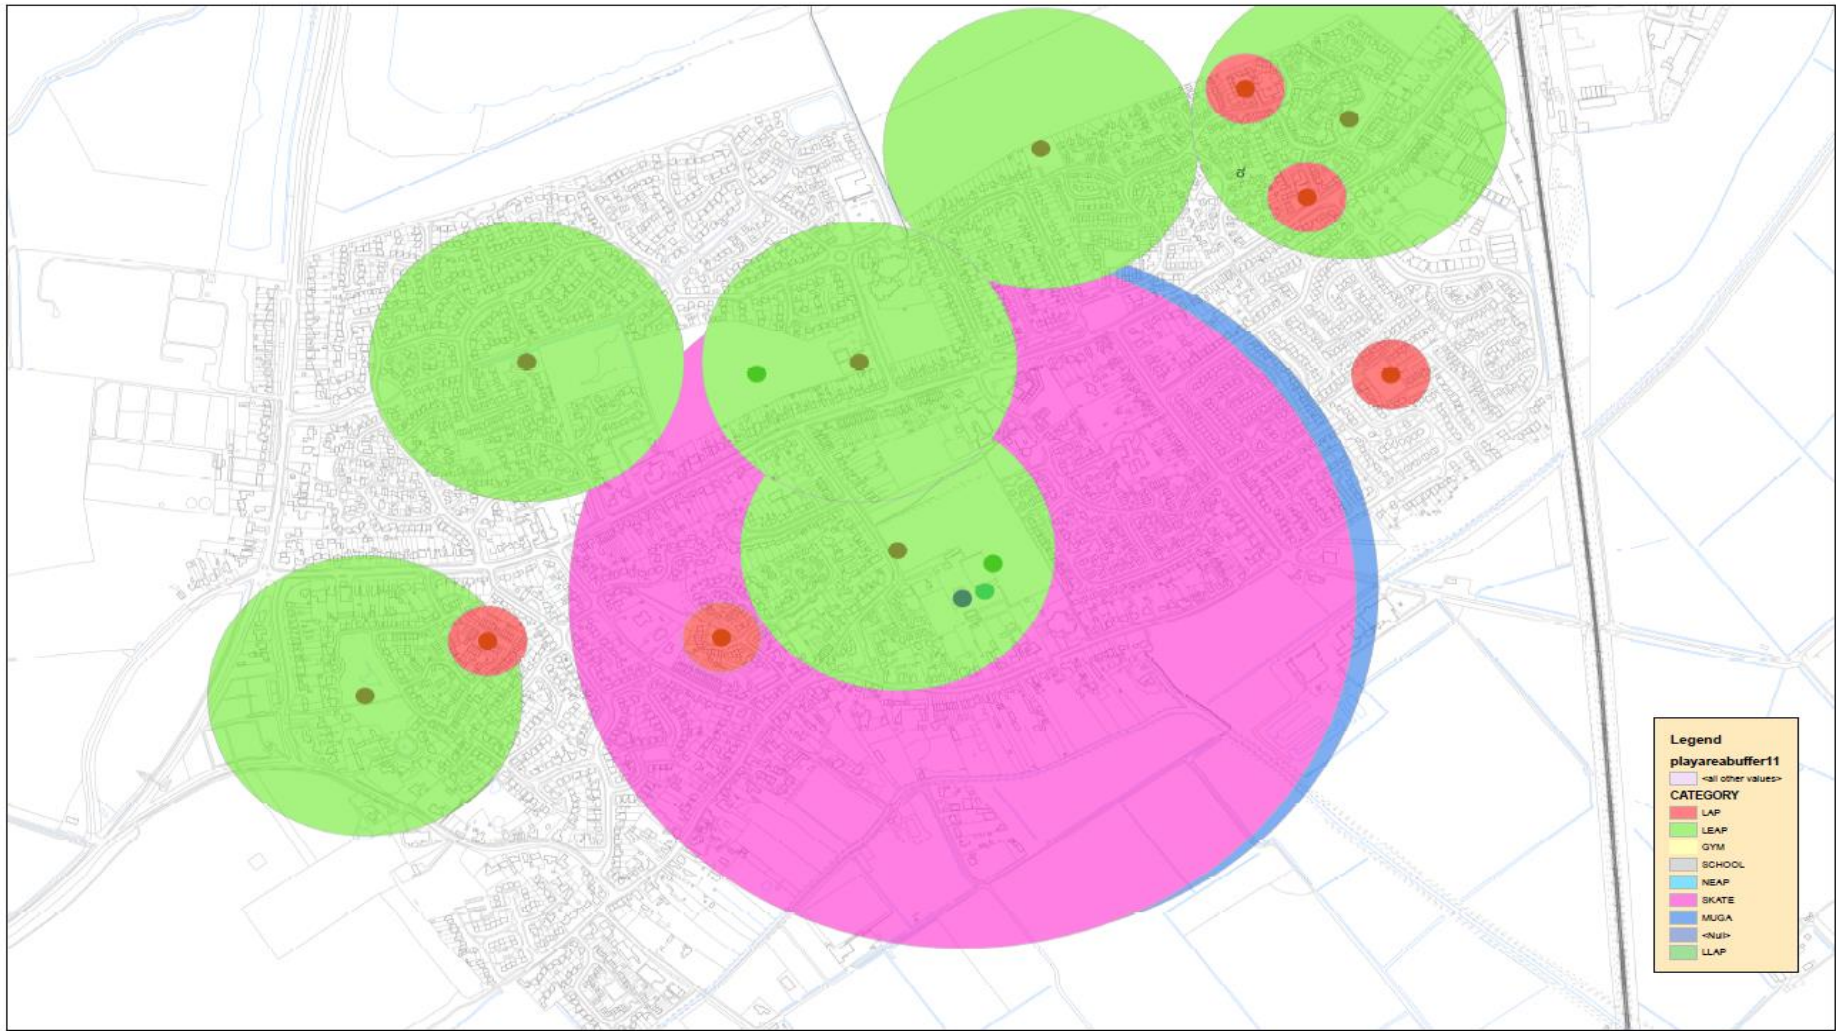 Legend
playareabuffer11
<all other values>
CATEGORY
LAP
LEAP
GYM
SCHOOL
NEAP
SKATE
MUGA
<Null>
LLAP